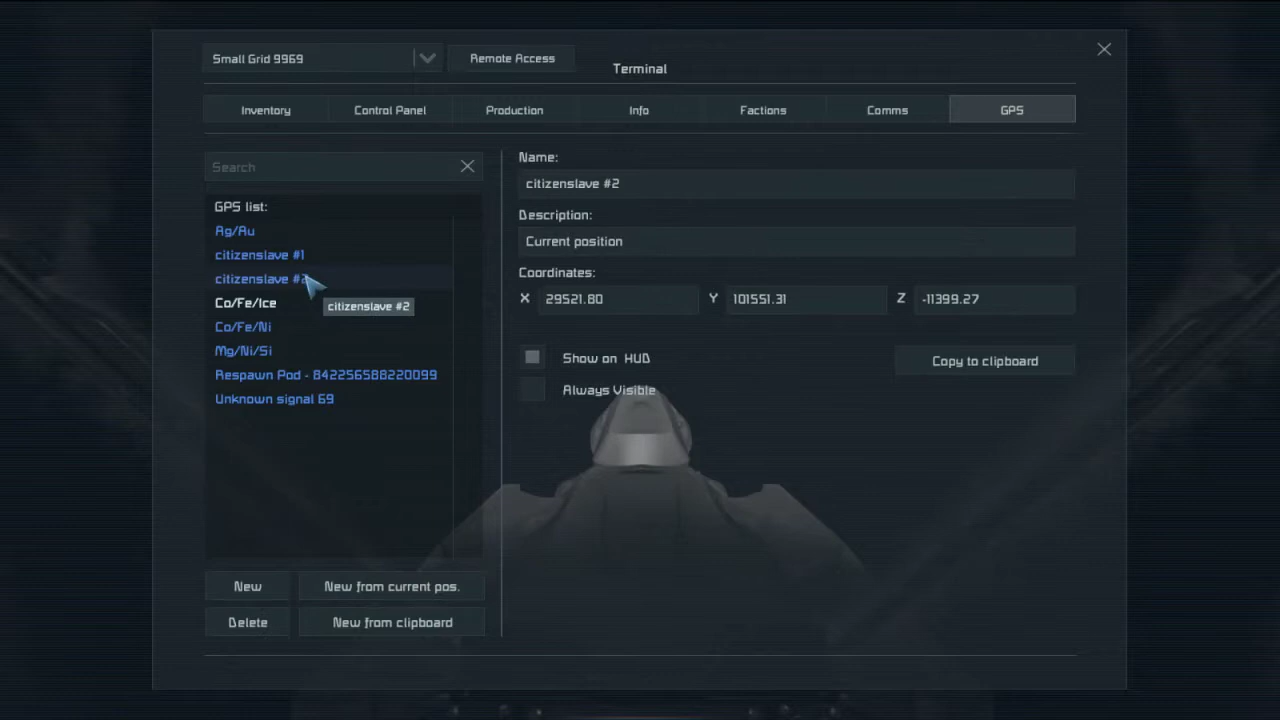 Small Grid 9969
Remote Access
Terminal
Inventory
Control Panel
Production
Info
Factions
Comms
GPS
Search
GPS list:
Ag/Au
citizenslave #1
citizenslave #2
Co/Fe/Ice
citizenslave #2
Co/Fe/Ni
Mg/Ni/Si
Respawn Pod - 842256588220099
Unknown signal 69
New
New from current pos.
Delete
New from clipboard
Name:
citizenslave #2
Description:
Current position
Coordinates:
X 29521.80 Y 101551.31 Z -11399.27
Show on HUD
Copy to clipboard
Always Visible